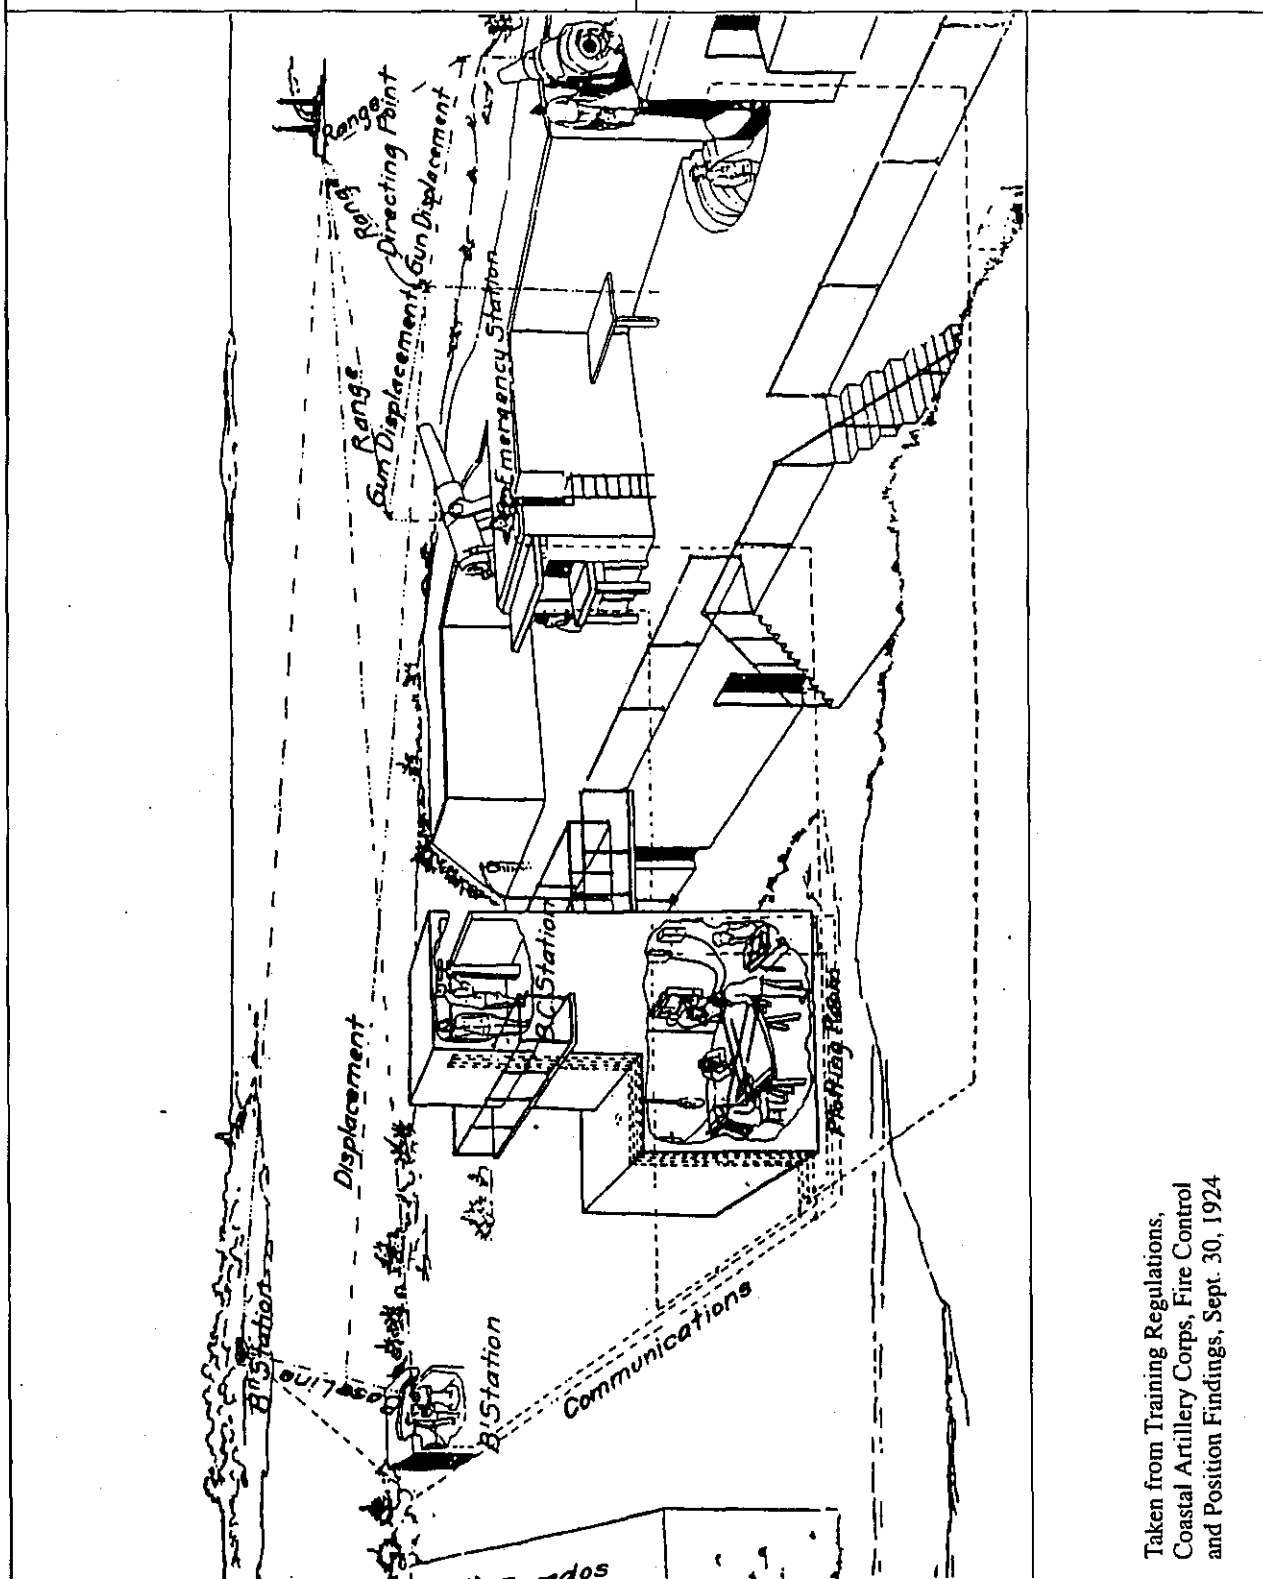 Range
Range
Directing Point
Gun Displacement
Gun Displacement
Range
Emergency Station
Displacement
B.C. Station
Plotting Room
B" Station
Base Line
B' Station
Communications
Taken from Training Regulations,
Coastal Artillery Corps, Fire Control
and Position Findings, Sept. 30, 1924